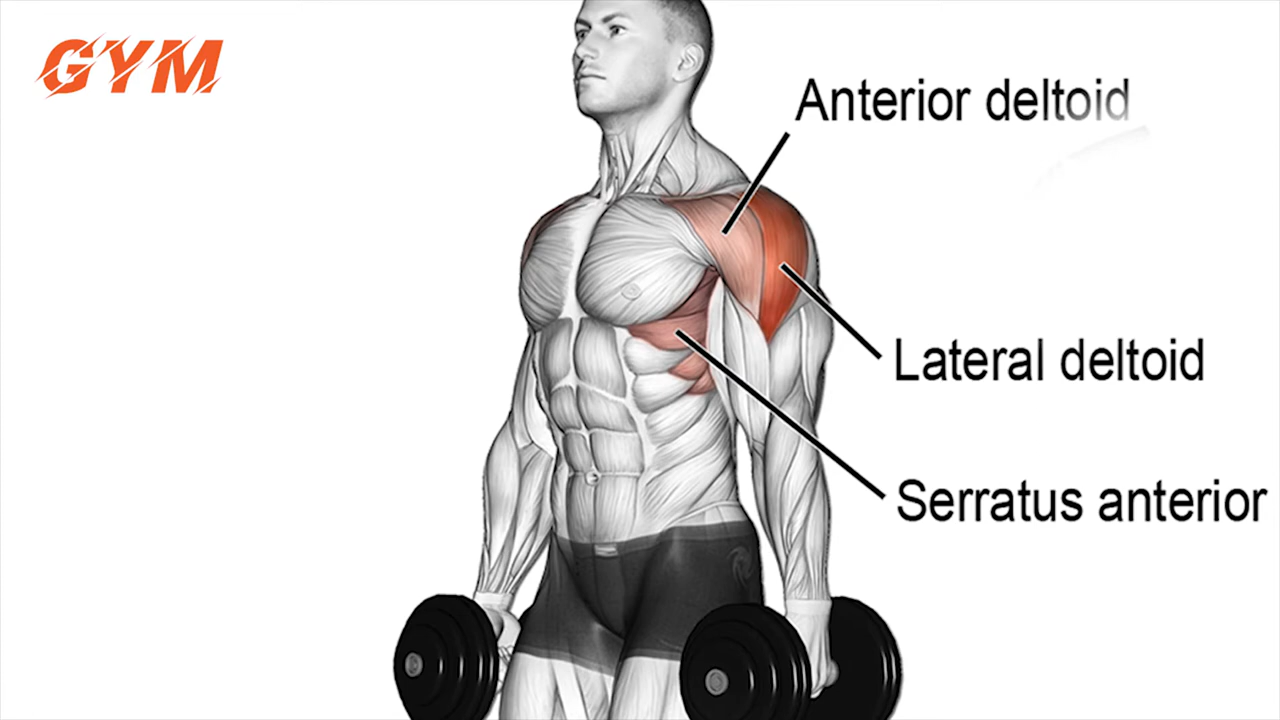 GYM
Anterior deltoid
Lateral deltoid
Serratus anterior